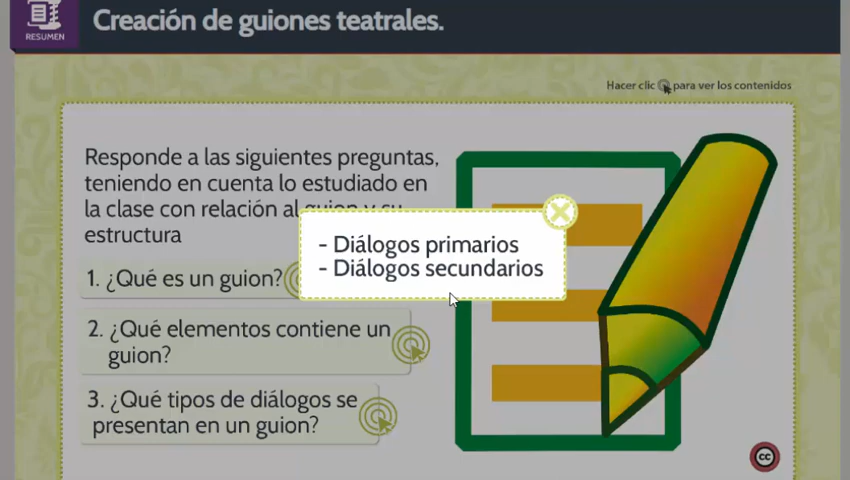 RESUMEN
Creación de guiones teatrales.
Hacer clic para ver los contenidos
Responde a las siguientes preguntas,
teniendo en cuenta lo estudiado en
la clase con relación al guion y su
estructura
- Diálogos primarios
- Diálogos secundarios
1. ¿Qué es un guion?
2. ¿Qué elementos contiene un
guion?
3. ¿Qué tipos de diálogos se
presentan en un guion?
cc